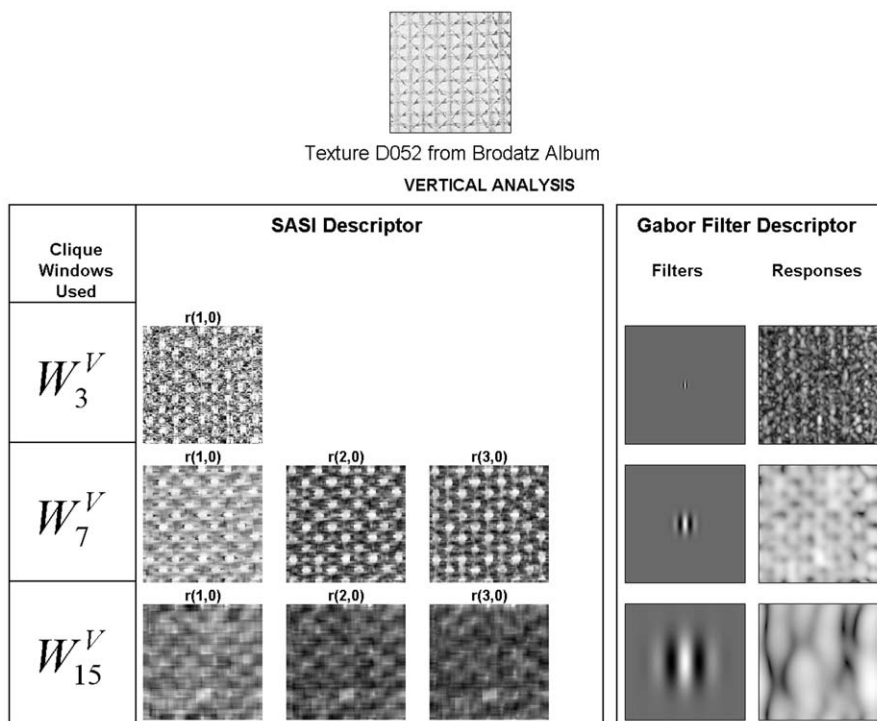 Texture D052 from Brodatz Album
VERTICAL ANALYSIS
Clique
Windows
Used
SASI Descriptor
Gabor Filter Descriptor
Filters Responses
W_3^V
r(1,0)
W_7^V
r(1,0) r(2,0) r(3,0)
W_15^V
r(1,0) r(2,0) r(3,0)